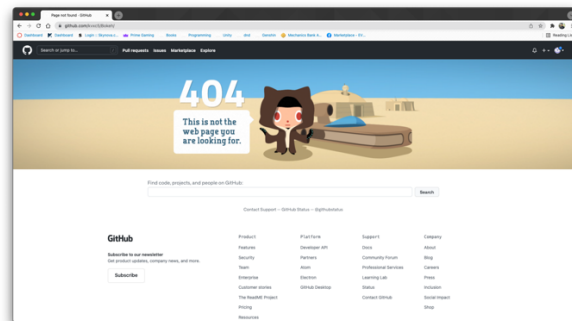 Page not found · GitHub
github.com
Dashboard
Dashboard
Prime Gaming
Books
Programming
Unity
Reading List
Search or jump to...
Pull requests Issues Marketplace Explore
404
This is not the
web page you
are looking for.
Find code, projects, and people on GitHub:
Search
Contact Support — GitHub Status — @githubstatus
GitHub
Subscribe to our newsletter
Get product updates, company news, and more.
Subscribe
Product
Features
Security
Team
Enterprise
Customer stories
The ReadME Project
Pricing
Resources
Platform
Developer API
Partners
Atom
Electron
GitHub Desktop
Support
Docs
Community Forum
Professional Services
Learning Lab
Status
Contact GitHub
Company
About
Blog
Careers
Press
Inclusion
Social Impact
Shop